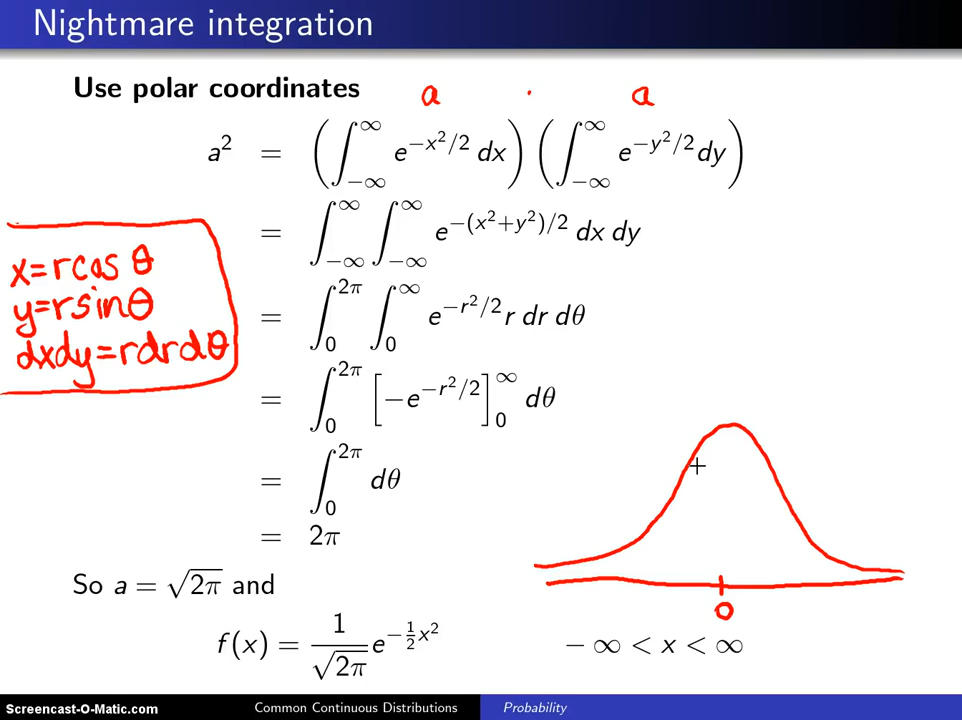 Nightmare integration
Use polar coordinates
a · a
a² = (∫_{−∞}^{∞} e^{−x²/2} dx) (∫_{−∞}^{∞} e^{−y²/2} dy)
= ∫_{−∞}^{∞} ∫_{−∞}^{∞} e^{−(x²+y²)/2} dx dy
x=rcos θ
y=rsinθ
dxdy=rdrdθ
= ∫_0^{2π} ∫_0^{∞} e^{−r²/2} r dr dθ
= ∫_0^{2π} [−e^{−r²/2}]_0^{∞} dθ
= ∫_0^{2π} dθ
= 2π
0
So a = √2π and
f(x) = 1/√2π e^{−½x²} − ∞ < x < ∞
Screencast-O-Matic.com Common Continuous Distributions Probability